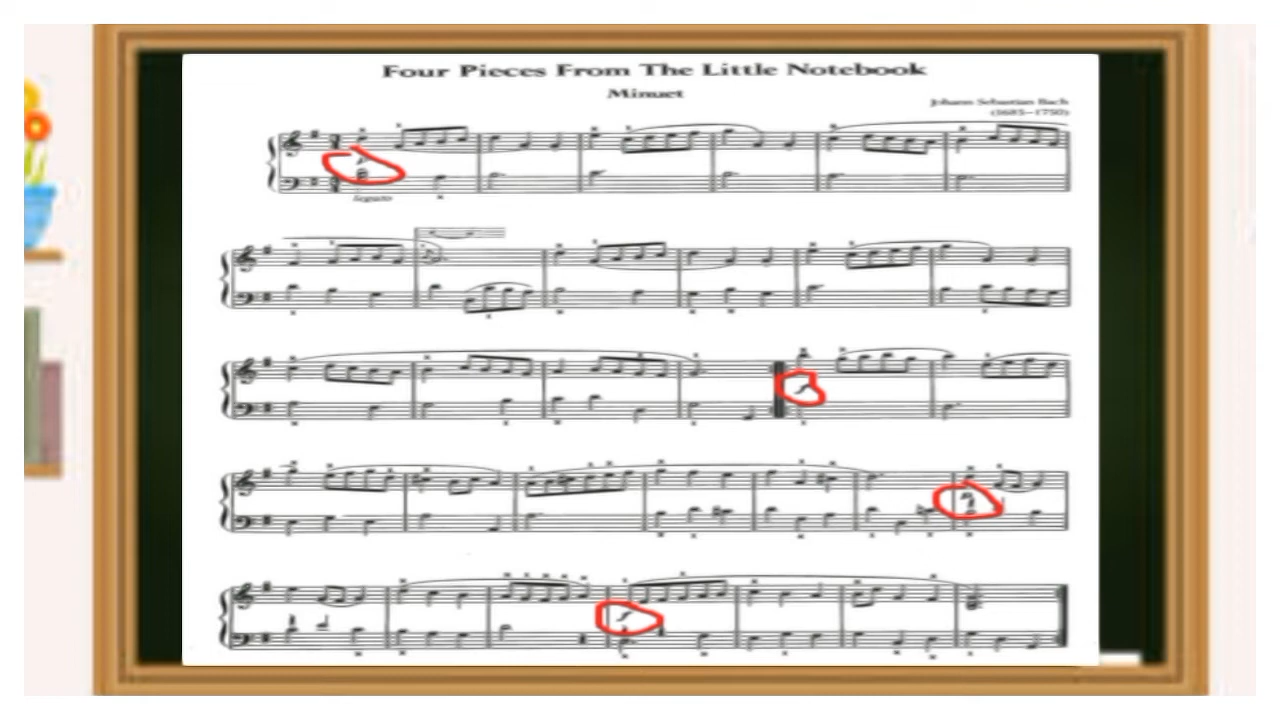 Four Pieces From The Little Notebook
Minuet
Johann Sebastian Bach
(1685–1750)
legato